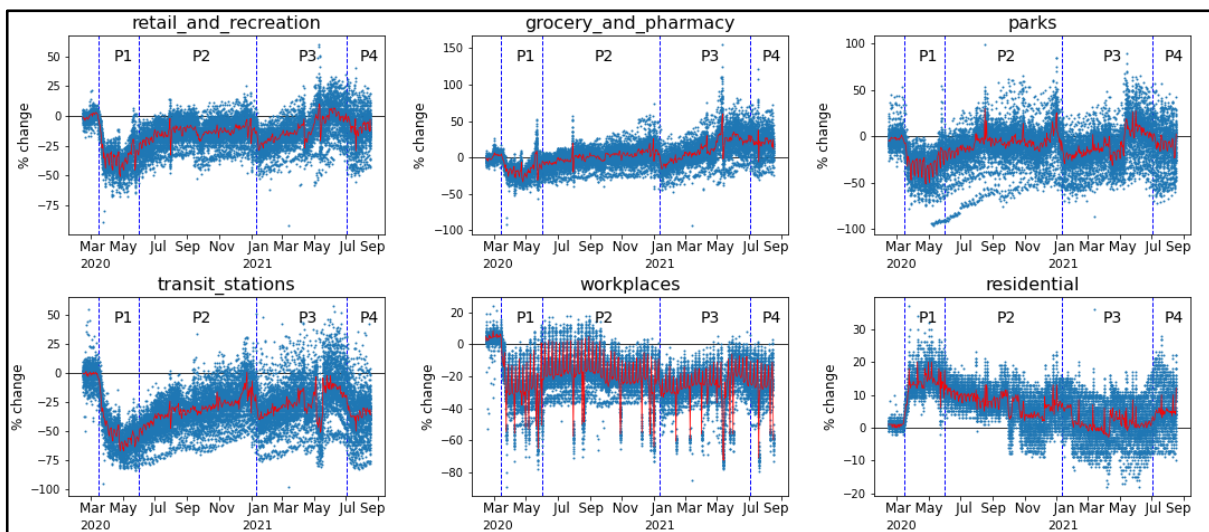 retail_and_recreation
% change
50
25
0
−25
−50
−75
P1
P2
P3
P4
Mar May Jul Sep Nov Jan May Jul Sep
2020 2021
grocery_and_pharmacy
% change
150
100
50
0
−50
−100
P1
P2
P3
P4
Mar May Jul Sep Nov Jan Mar May Jul Sep
2020 2021
parks
% change
100
50
0
−50
−100
P1
P2
P3
P4
Mar May Jul Sep Nov Jan Mar May Jul Sep
2020 2021
transit_stations
% change
50
25
0
−25
−50
−75
−100
P1
P2
P3
P4
Mar May Jul Sep Nov Jan Mar May Jul Sep
2020 2021
workplaces
% change
20
0
−20
−40
−60
−80
P1
P2
P3
P4
Mar May Jul Sep Nov Jan Mar May Jul Sep
2020 2021
residential
% change
30
20
10
0
−10
−20
P1
P2
P3
P4
Mar May Jul Sep Nov Jan Mar May Jul Sep
2020 2021